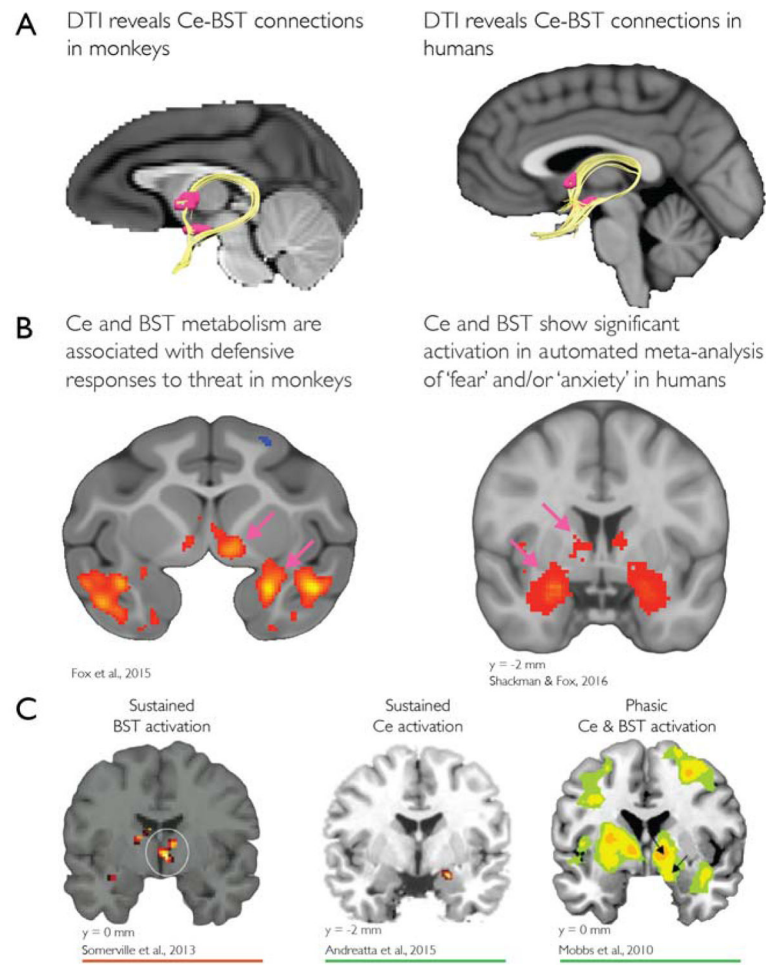 A
DTI reveals Ce-BST connections
in monkeys
DTI reveals Ce-BST connections in
humans
B
Ce and BST metabolism are
associated with defensive
responses to threat in monkeys
Ce and BST show significant
activation in automated meta-analysis
of ‘fear’ and/or ‘anxiety’ in humans
Fox et al., 2015
y = -2 mm
Shackman & Fox, 2016
C
Sustained
BST activation
Sustained
Ce activation
Phasic
Ce & BST activation
y = 0 mm
Somerville et al., 2013
y = -2 mm
Andreatta et al., 2015
y = 0 mm
Mobbs et al., 2010